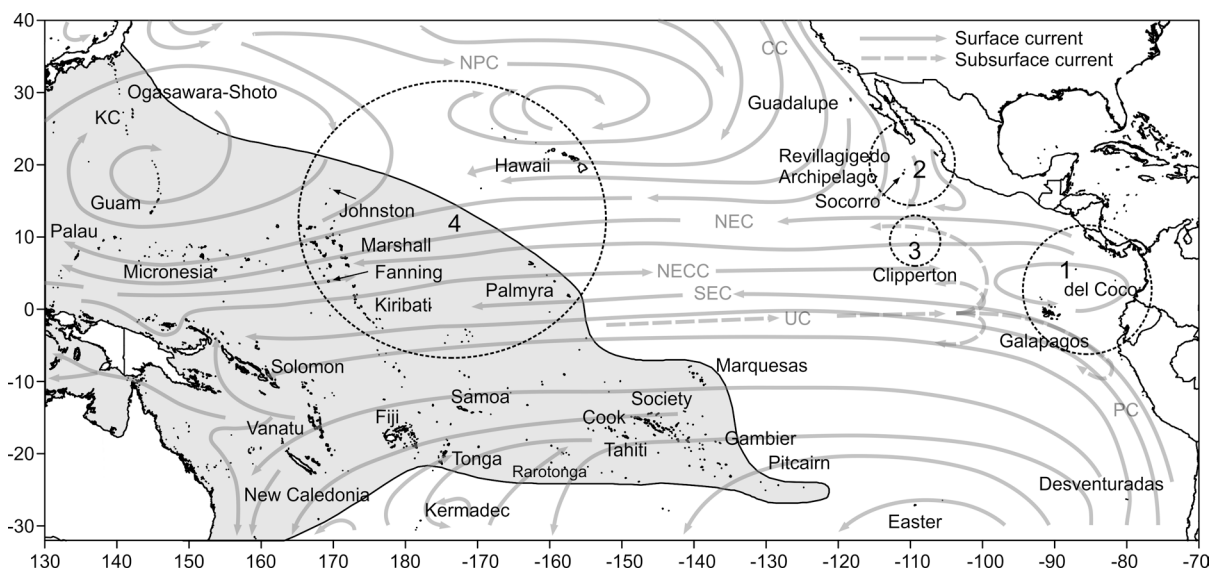 40
30
20
10
0
-10
-20
-30
130
140
150
160
170
180
-170
-160
-150
-140
-130
-120
-110
-100
-90
-80
-70
Surface current
Subsurface current
NPC
CC
Ogasawara-Shoto
KC
Guadalupe
Hawaii
Revillagigedo
Archipelago
Socorro
2
Guam
Johnston
4
NEC
Palau
Marshall
3
Micronesia
Fanning
NECC
Clipperton
1
del Coco
Palmyra
SEC
Kiribati
UC
Galapagos
Solomon
Marquesas
Samoa
Society
PC
Fiji
Cook
Vanatu
Gambier
Tonga
Tahiti
Pitcairn
Rarotonga
New Caledonia
Desventuradas
Kermadec
Easter